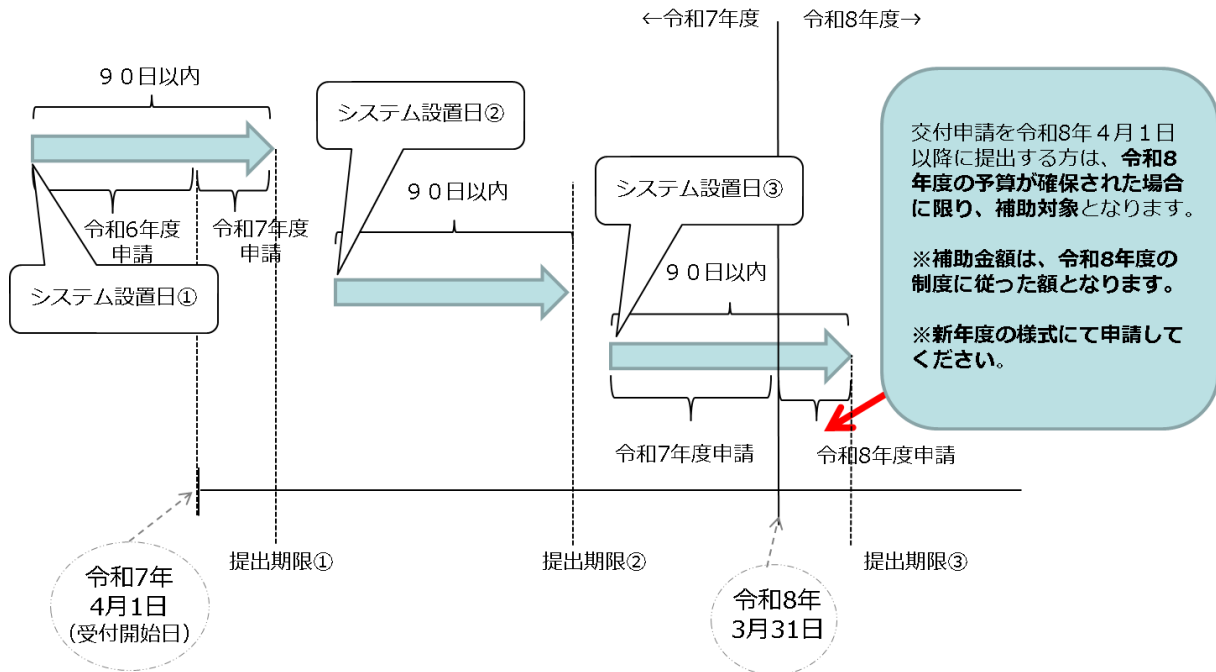 ←令和7年度
令和8年度→
９０日以内
システム設置日②
９０日以内
システム設置日③
９０日以内
令和6年度
申請
令和7年度
申請
システム設置日①
交付申請を令和8年４月１日
以降に提出する方は、令和8
年度の予算が確保された場合
に限り、補助対象となります。
※補助金額は、令和8年度の
制度に従った額となります。
※新年度の様式にて申請して
ください。
令和7年度申請
令和8年度申請
提出期限①
提出期限②
提出期限③
令和7年
4月1日
（受付開始日）
令和8年
3月31日